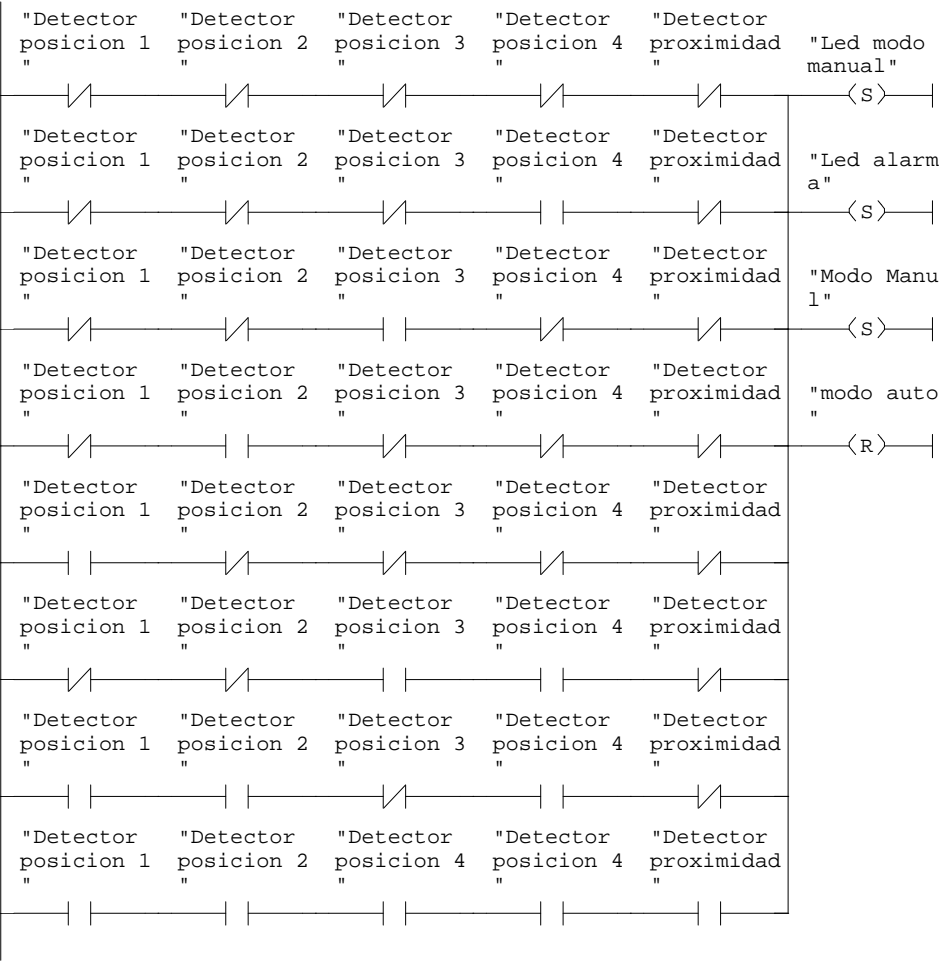 "Detector "Detector "Detector "Detector "Detector
posicion 1 posicion 2 posicion 3 posicion 4 proximidad "Led modo
" " " " " manual"
S
"Detector "Detector "Detector "Detector "Detector
posicion 1 posicion 2 posicion 3 posicion 4 proximidad "Led alarm
" " " " " a"
S
"Detector "Detector "Detector "Detector "Detector
posicion 1 posicion 2 posicion 3 posicion 4 proximidad "Modo Manu
" " " " " l"
S
"Detector "Detector "Detector "Detector "Detector
posicion 1 posicion 2 posicion 3 posicion 4 proximidad "modo auto
" " " " " "
R
"Detector "Detector "Detector "Detector "Detector
posicion 1 posicion 2 posicion 3 posicion 4 proximidad
" " " " "
"Detector "Detector "Detector "Detector "Detector
posicion 1 posicion 2 posicion 3 posicion 4 proximidad
" " " " "
"Detector "Detector "Detector "Detector "Detector
posicion 1 posicion 2 posicion 3 posicion 4 proximidad
" " " " "
"Detector "Detector "Detector "Detector "Detector
posicion 1 posicion 2 posicion 4 posicion 4 proximidad
" " " " "